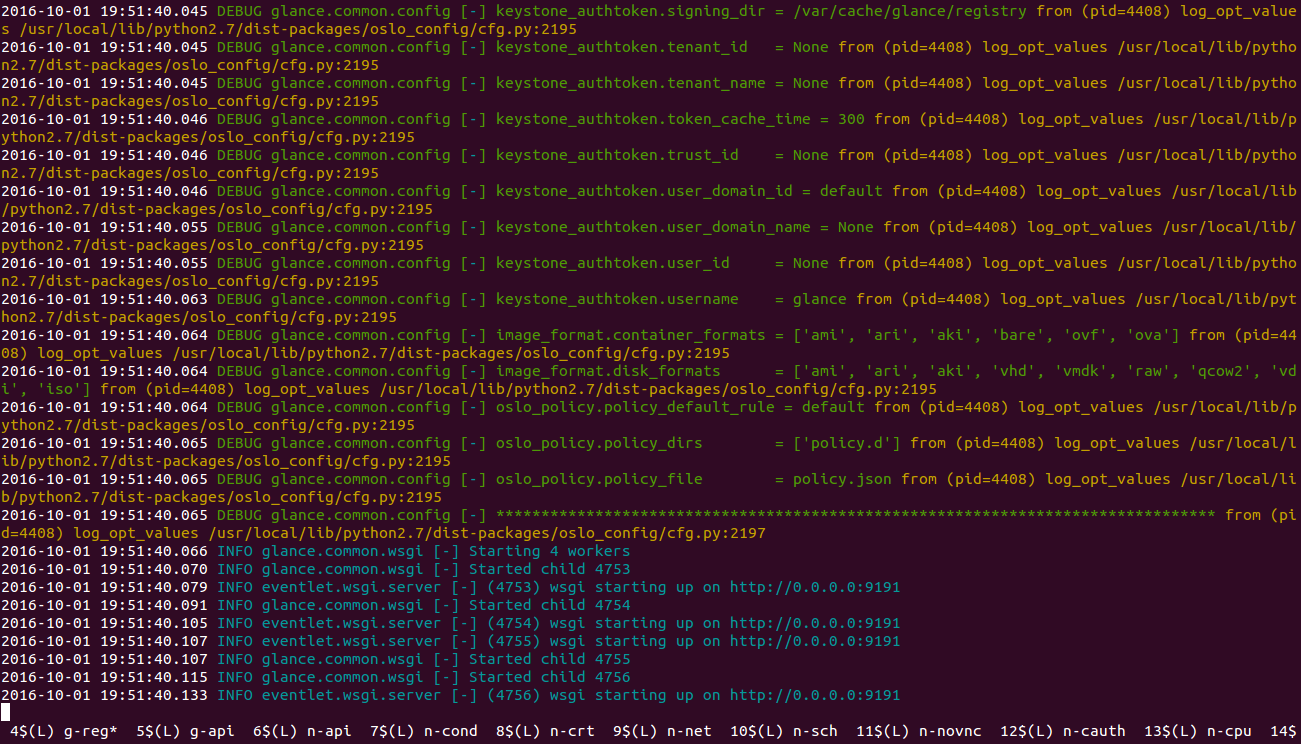 2016-10-01 19:51:40.045 DEBUG glance.common.config [-] keystone_authtoken.signing_dir = /var/cache/glance/registry from (pid=4408) log_opt_value
s /usr/local/lib/python2.7/dist-packages/oslo_config/cfg.py:2195
2016-10-01 19:51:40.045 DEBUG glance.common.config [-] keystone_authtoken.tenant_id   = None from (pid=4408) log_opt_values /usr/local/lib/pytho
n2.7/dist-packages/oslo_config/cfg.py:2195
2016-10-01 19:51:40.045 DEBUG glance.common.config [-] keystone_authtoken.tenant_name = None from (pid=4408) log_opt_values /usr/local/lib/pytho
n2.7/dist-packages/oslo_config/cfg.py:2195
2016-10-01 19:51:40.046 DEBUG glance.common.config [-] keystone_authtoken.token_cache_time = 300 from (pid=4408) log_opt_values /usr/local/lib/p
ython2.7/dist-packages/oslo_config/cfg.py:2195
2016-10-01 19:51:40.046 DEBUG glance.common.config [-] keystone_authtoken.trust_id    = None from (pid=4408) log_opt_values /usr/local/lib/pytho
n2.7/dist-packages/oslo_config/cfg.py:2195
2016-10-01 19:51:40.046 DEBUG glance.common.config [-] keystone_authtoken.user_domain_id = default from (pid=4408) log_opt_values /usr/local/lib
/python2.7/dist-packages/oslo_config/cfg.py:2195
2016-10-01 19:51:40.055 DEBUG glance.common.config [-] keystone_authtoken.user_domain_name = None from (pid=4408) log_opt_values /usr/local/lib/
python2.7/dist-packages/oslo_config/cfg.py:2195
2016-10-01 19:51:40.055 DEBUG glance.common.config [-] keystone_authtoken.user_id     = None from (pid=4408) log_opt_values /usr/local/lib/pytho
n2.7/dist-packages/oslo_config/cfg.py:2195
2016-10-01 19:51:40.063 DEBUG glance.common.config [-] keystone_authtoken.username    = glance from (pid=4408) log_opt_values /usr/local/lib/pyt
hon2.7/dist-packages/oslo_config/cfg.py:2195
2016-10-01 19:51:40.064 DEBUG glance.common.config [-] image_format.container_formats = ['ami', 'ari', 'aki', 'bare', 'ovf', 'ova'] from (pid=44
08) log_opt_values /usr/local/lib/python2.7/dist-packages/oslo_config/cfg.py:2195
2016-10-01 19:51:40.064 DEBUG glance.common.config [-] image_format.disk_formats      = ['ami', 'ari', 'aki', 'vhd', 'vmdk', 'raw', 'qcow2', 'vd
i', 'iso'] from (pid=4408) log_opt_values /usr/local/lib/python2.7/dist-packages/oslo_config/cfg.py:2195
2016-10-01 19:51:40.064 DEBUG glance.common.config [-] oslo_policy.policy_default_rule = default from (pid=4408) log_opt_values /usr/local/lib/p
ython2.7/dist-packages/oslo_config/cfg.py:2195
2016-10-01 19:51:40.065 DEBUG glance.common.config [-] oslo_policy.policy_dirs        = ['policy.d'] from (pid=4408) log_opt_values /usr/local/l
ib/python2.7/dist-packages/oslo_config/cfg.py:2195
2016-10-01 19:51:40.065 DEBUG glance.common.config [-] oslo_policy.policy_file        = policy.json from (pid=4408) log_opt_values /usr/local/li
b/python2.7/dist-packages/oslo_config/cfg.py:2195
2016-10-01 19:51:40.065 DEBUG glance.common.config [-] ******************************************************************************** from (pi
d=4408) log_opt_values /usr/local/lib/python2.7/dist-packages/oslo_config/cfg.py:2197
2016-10-01 19:51:40.066 INFO glance.common.wsgi [-] Starting 4 workers
2016-10-01 19:51:40.070 INFO glance.common.wsgi [-] Started child 4753
2016-10-01 19:51:40.079 INFO eventlet.wsgi.server [-] (4753) wsgi starting up on http://0.0.0.0:9191
2016-10-01 19:51:40.091 INFO glance.common.wsgi [-] Started child 4754
2016-10-01 19:51:40.105 INFO eventlet.wsgi.server [-] (4754) wsgi starting up on http://0.0.0.0:9191
2016-10-01 19:51:40.107 INFO eventlet.wsgi.server [-] (4755) wsgi starting up on http://0.0.0.0:9191
2016-10-01 19:51:40.107 INFO glance.common.wsgi [-] Started child 4755
2016-10-01 19:51:40.115 INFO glance.common.wsgi [-] Started child 4756
2016-10-01 19:51:40.133 INFO eventlet.wsgi.server [-] (4756) wsgi starting up on http://0.0.0.0:9191
4$(L) g-reg*  5$(L) g-api  6$(L) n-api  7$(L) n-cond  8$(L) n-crt  9$(L) n-net  10$(L) n-sch  11$(L) n-novnc  12$(L) n-cauth  13$(L) n-cpu  14$